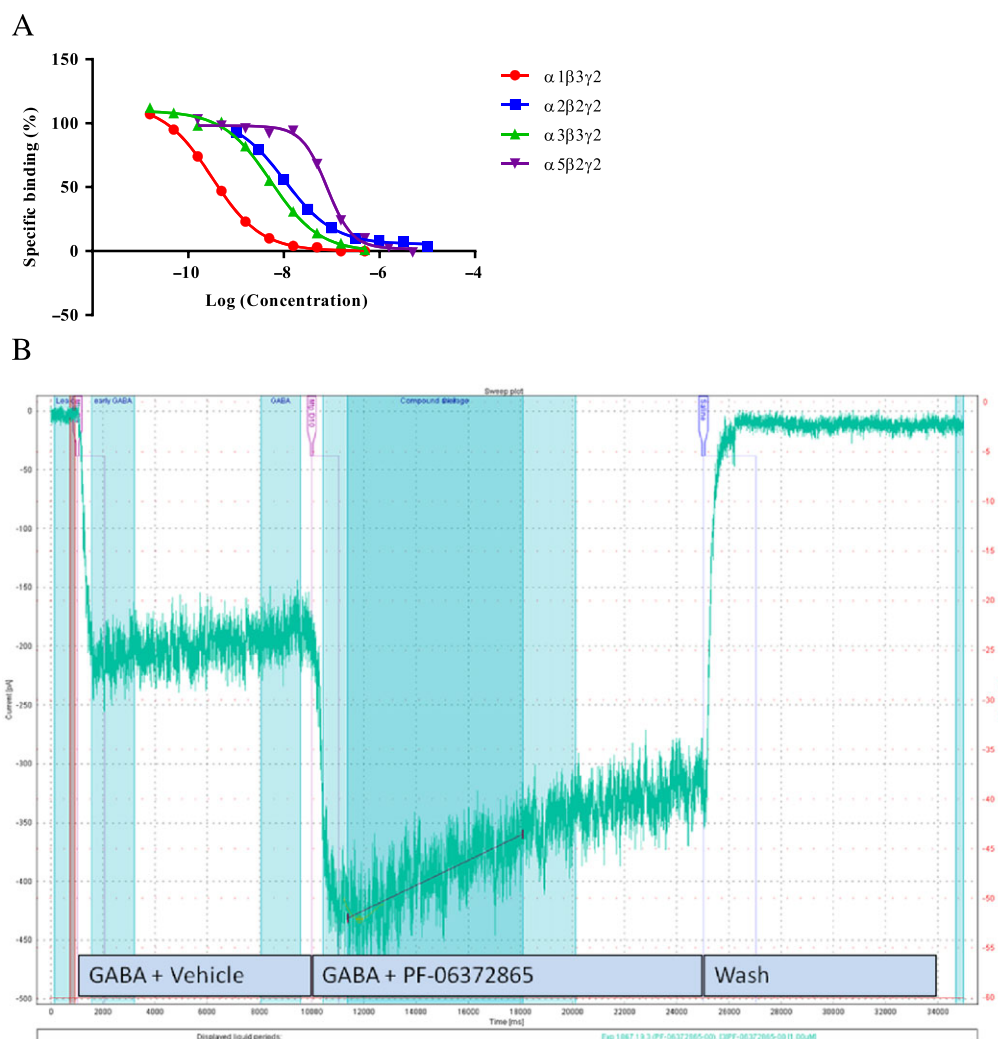 A
150
100
50
0
−50
−10
−8
−6
−4
Specific binding (%)
Log (Concentration)
α1β3γ2
α2β2γ2
α3β3γ2
α5β2γ2
B
Sweep plot
early GABA
GABA
Compound
0
-50
-100
-150
-200
-250
-300
-350
-400
-450
-500
Current [pA]
0
-5
-10
-15
-20
-25
-30
-35
-40
-45
-50
-55
-60
Saline
GABA + Vehicle
GABA + PF-06372865
Wash
0 2000 4000 6000 8000 10000 12000 14000 16000 18000 20000 22000 24000 26000 28000 30000 32000 34000
Time [ms]
Displayed liquid periods: